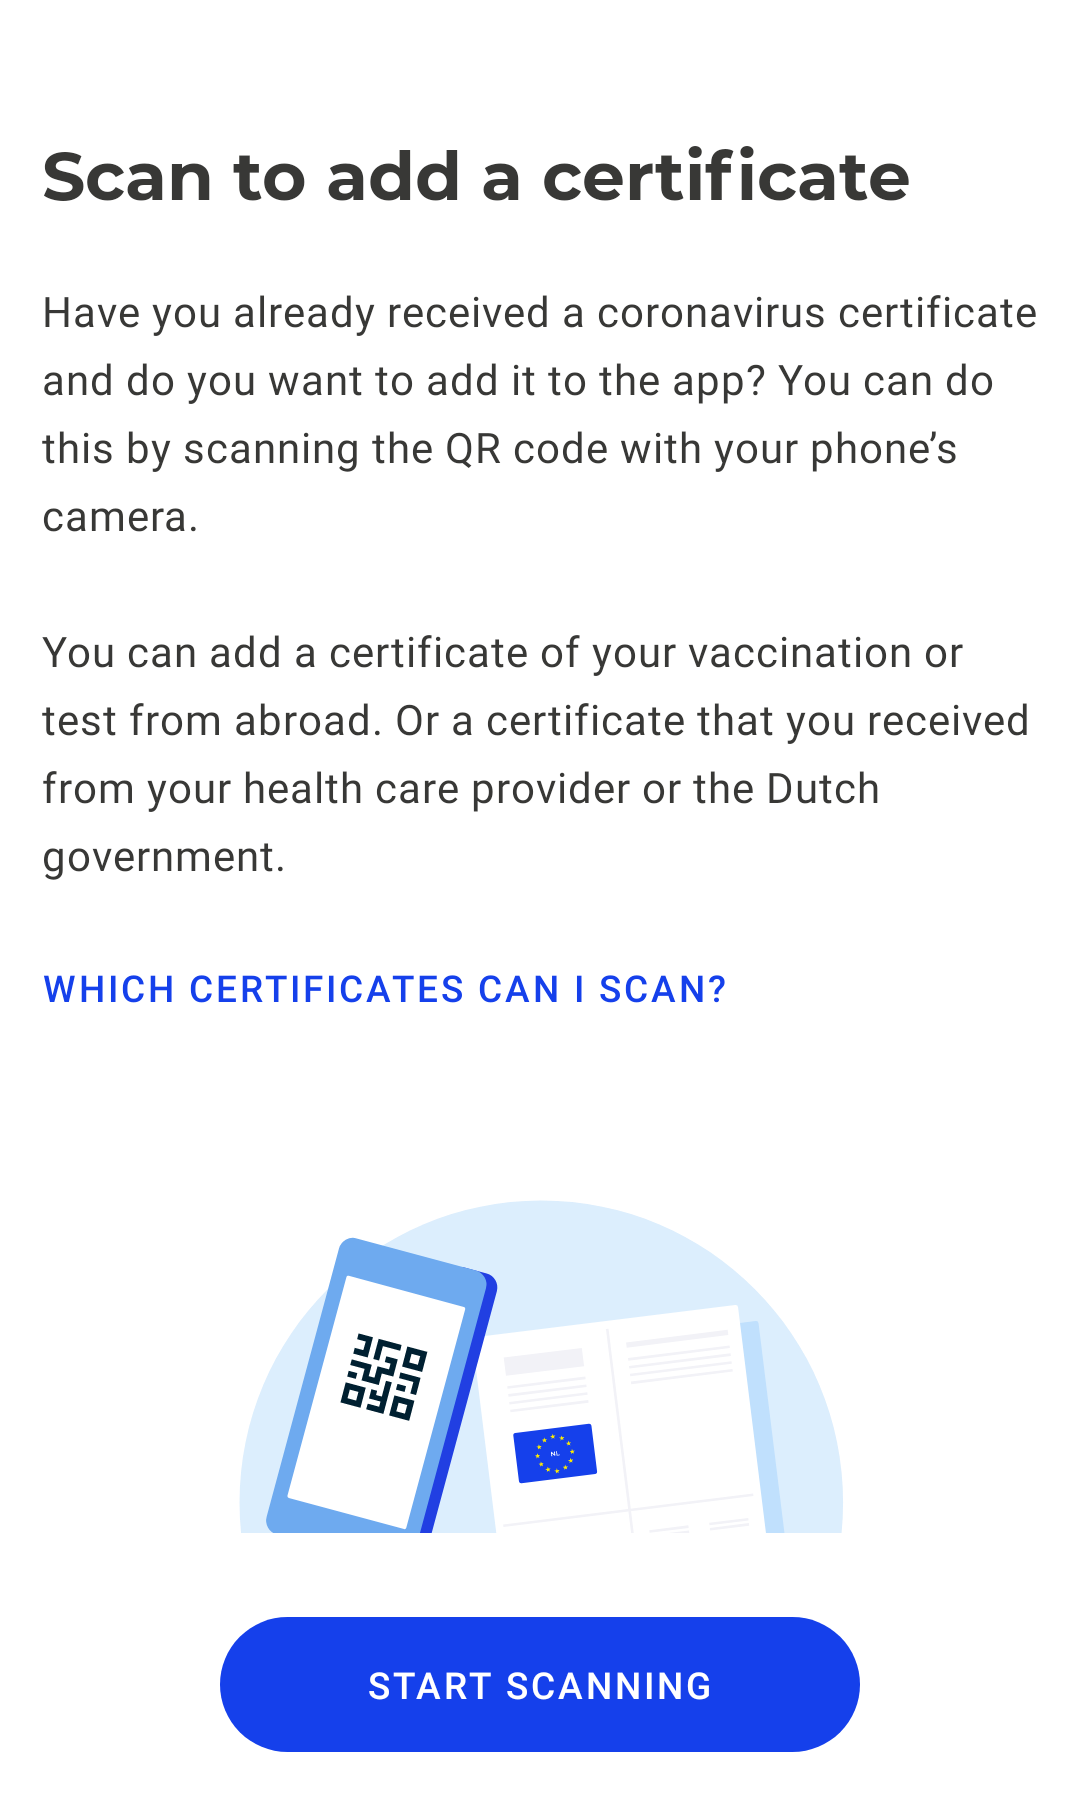 Scan to add a certificate
Have you already received a coronavirus certificate
and do you want to add it to the app? You can do
this by scanning the QR code with your phone’s
camera.
You can add a certificate of your vaccination or
test from abroad. Or a certificate that you received
from your health care provider or the Dutch
government.
WHICH CERTIFICATES CAN I SCAN?
NL
START SCANNING